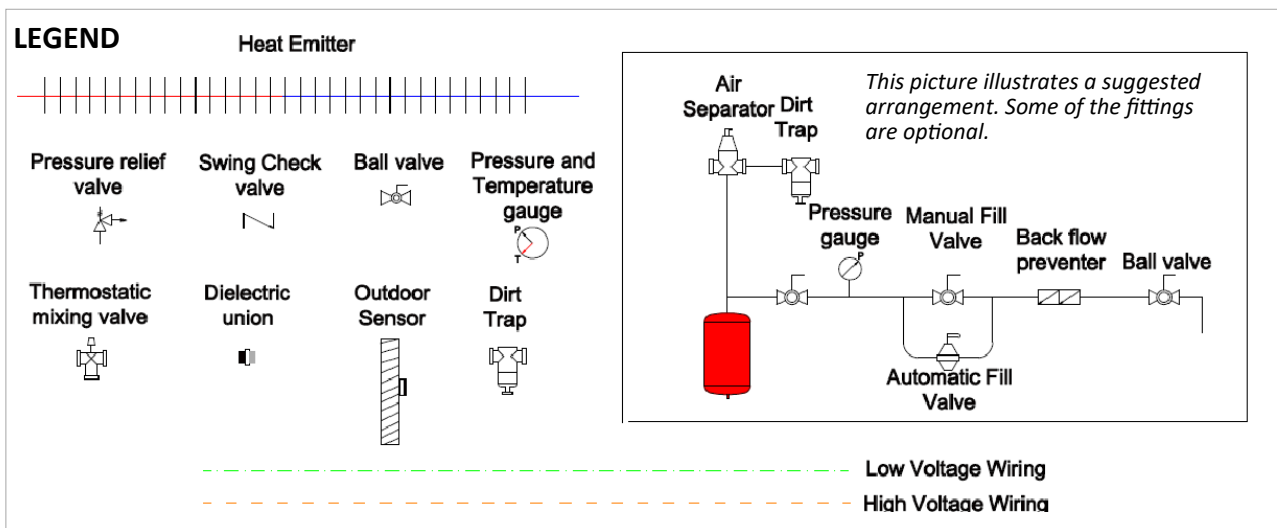 LEGEND
Heat Emitter
Pressure relief
valve
Swing Check
valve
Ball valve
Pressure and
Temperature
gauge
P
T
Thermostatic
mixing valve
Dielectric
union
Outdoor
Sensor
Dirt
Trap
This picture illustrates a suggested
arrangement. Some of the fittings
are optional.
Air
Separator
Dirt
Trap
Pressure
gauge
P
Manual Fill
Valve
Back flow
preventer
Ball valve
Automatic Fill
Valve
Low Voltage Wiring
High Voltage Wiring